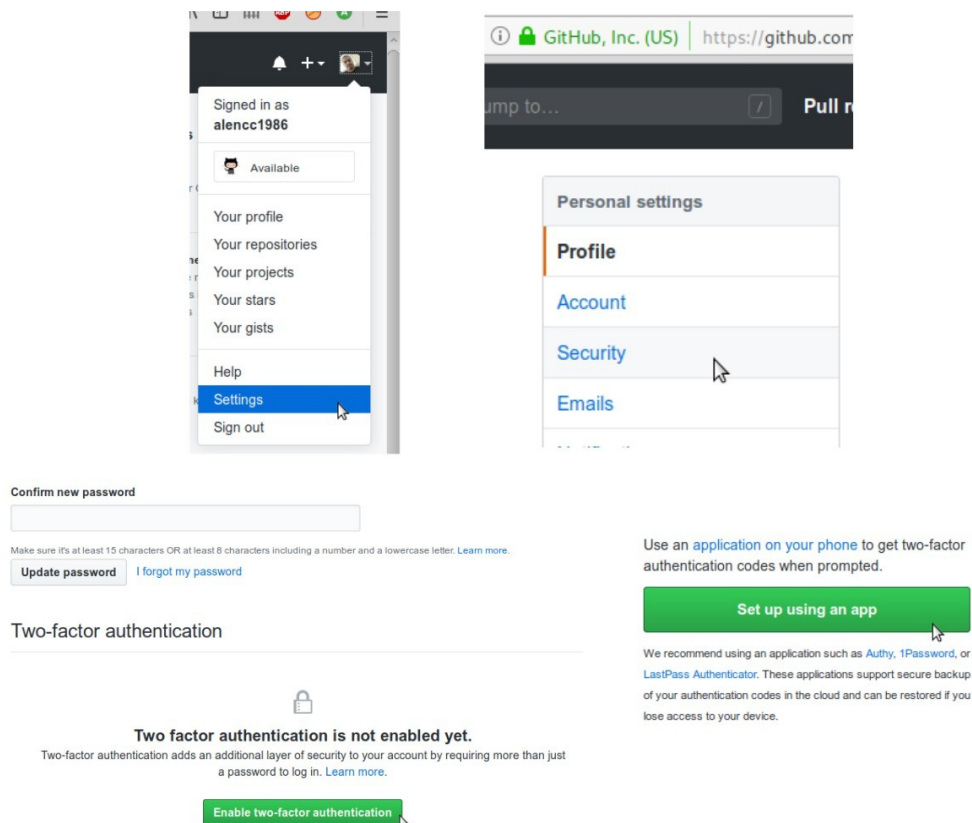 ABP
Signed in as
alencc1986
Available
Your profile
Your repositories
Your projects
Your stars
Your gists
Help
Settings
Sign out
GitHub, Inc. (US) https://github.com
to...
/
Pull
Personal settings
Profile
Account
Security
Emails
Confirm new password
Make sure it's at least 15 characters OR at least 8 characters including a number and a lowercase letter. Learn more.
Update password I forgot my password
Two-factor authentication
Two factor authentication is not enabled yet.
Two-factor authentication adds an additional layer of security to your account by requiring more than just
a password to log in. Learn more.
Enable two-factor authentication
Use an application on your phone to get two-factor
authentication codes when prompted.
Set up using an app
We recommend using an application such as Authy, 1Password, or
LastPass Authenticator. These applications support secure backup
of your authentication codes in the cloud and can be restored if you
lose access to your device.